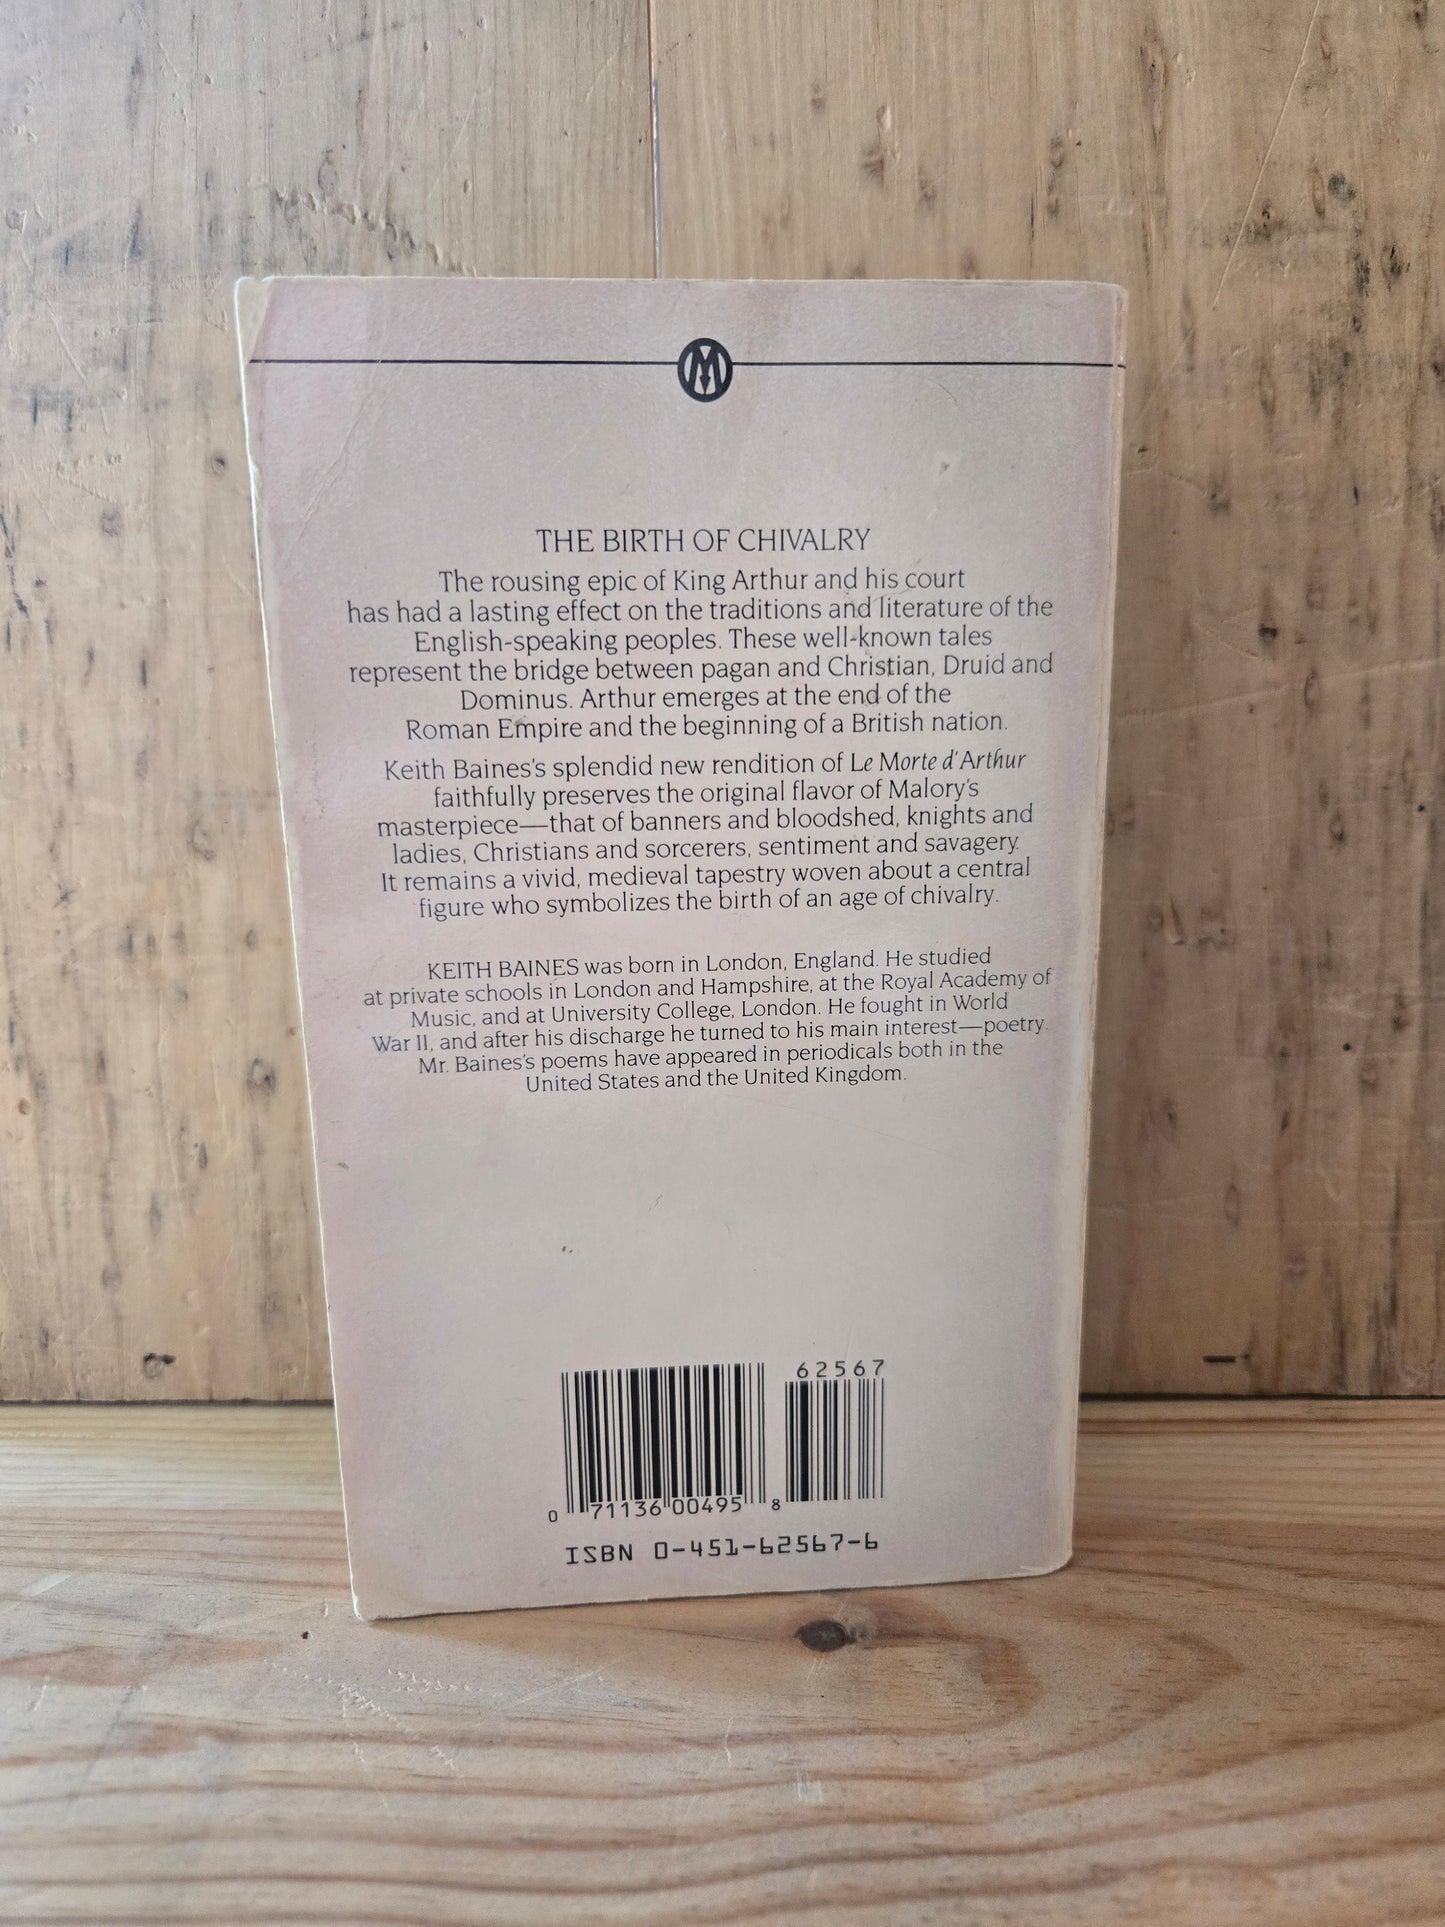 M
THE BIRTH OF CHIVALRY
The rousing epic of King Arthur and his court
has had a lasting effect on the traditions and literature of the
English-speaking peoples. These well-known tales
represent the bridge between pagan and Christian, Druid and
Dominus. Arthur emerges at the end of the
Roman Empire and the beginning of a British nation.
Keith Baines's splendid new rendition of Le Morte d'Arthur
faithfully preserves the original flavor of Malory's
masterpiece—that of banners and bloodshed, knights and
ladies, Christians and sorcerers, sentiment and savagery.
It remains a vivid, medieval tapestry woven about a central
figure who symbolizes the birth of an age of chivalry.
KEITH BAINES was born in London, England. He studied
at private schools in London and Hampshire, at the Royal Academy of
Music, and at University College, London. He fought in World
War II, and after his discharge he turned to his main interest—poetry.
Mr. Baines's poems have appeared in periodicals both in the
United States and the United Kingdom.
62567
0 71136 00495 8
ISBN 0-451-62567-6